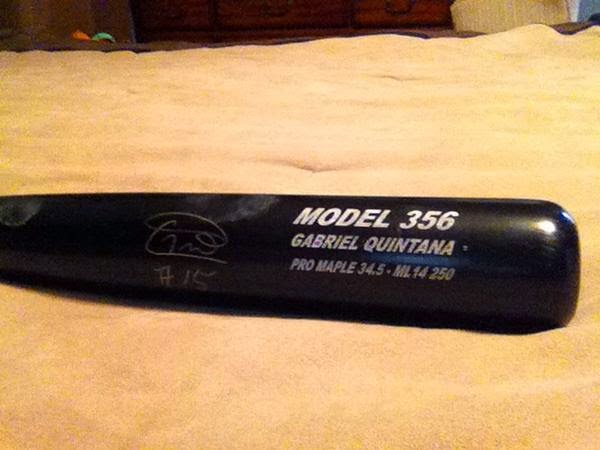 MODEL 356
GABRIEL QUINTANA
PRO MAPLE 34.5 - ML14 250
#15